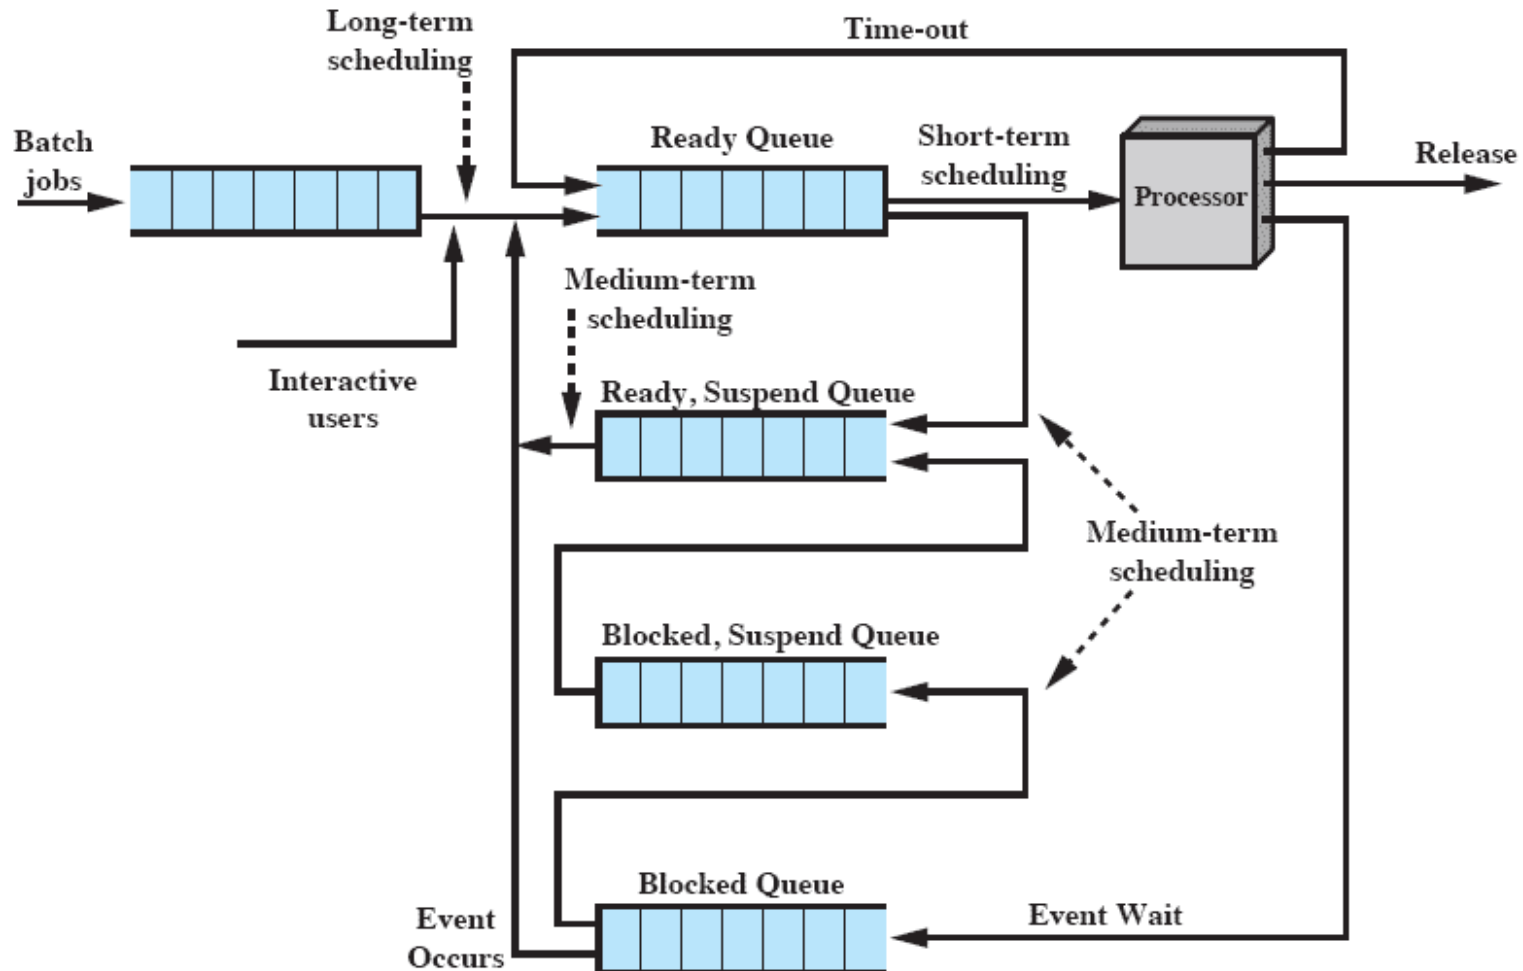 Long-term
scheduling
Time-out
Batch
jobs
Ready Queue
Short-term
scheduling
Processor
Release
Medium-term
scheduling
Interactive
users
Ready, Suspend Queue
Medium-term
scheduling
Blocked, Suspend Queue
Blocked Queue
Event
Occurs
Event Wait